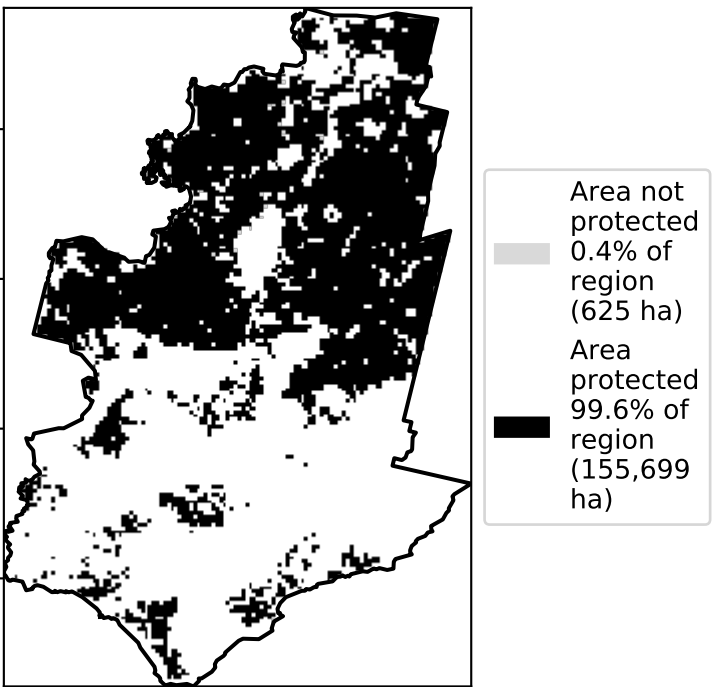 Area not
protected
0.4% of
region
(625 ha)
Area
protected
99.6% of
region
(155,699
ha)